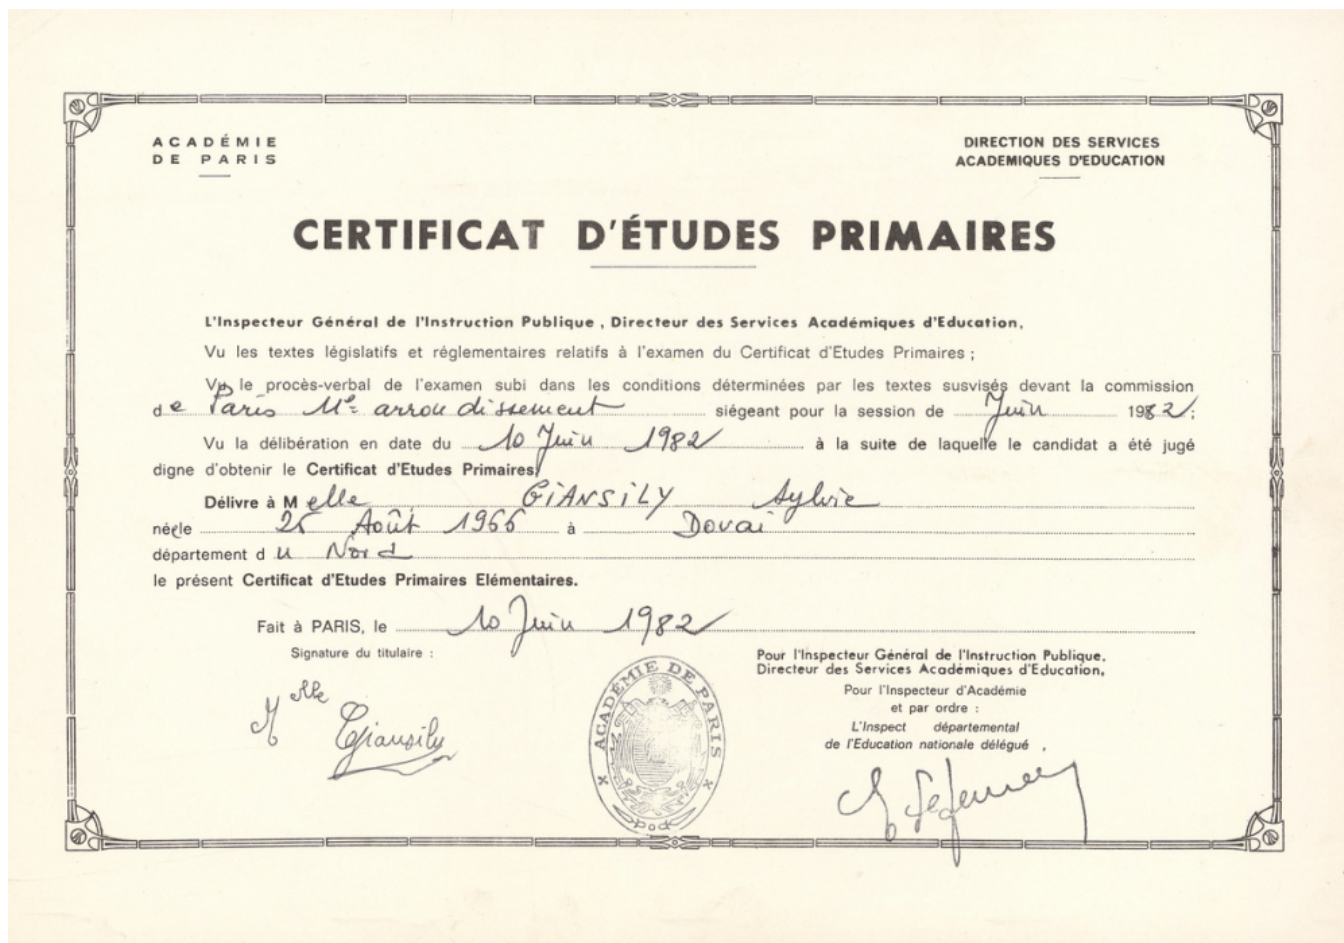 ACADÉMIE
DE PARIS
DIRECTION DES SERVICES
ACADEMIQUES D'EDUCATION
CERTIFICAT D'ÉTUDES PRIMAIRES
L'Inspecteur Général de l'Instruction Publique, Directeur des Services Académiques d'Education,
Vu les textes législatifs et réglementaires relatifs à l'examen du Certificat d'Etudes Primaires ;
Vu le procès-verbal de l'examen subi dans les conditions déterminées par les textes susvisés devant la commission
de Paris 11e arrondissement siégeant pour la session de Juin 1982 ;
Vu la délibération en date du 10 Juin 1982 à la suite de laquelle le candidat a été jugé
digne d'obtenir le Certificat d'Etudes Primaires,
Délivre à Melle GIANSILY Sylvie
née le 25 Août 1966 à Douai
département du Nord
le présent Certificat d'Etudes Primaires Elémentaires.
Fait à PARIS, le 10 Juin 1982
Signature du titulaire :
Pour l'Inspecteur Général de l'Instruction Publique,
Directeur des Services Académiques d'Education,
Pour l'Inspecteur d'Académie
et par ordre :
L'Inspect départemental
de l'Education nationale délégué,
Melle Giansily
ACADÉMIE DE PARIS